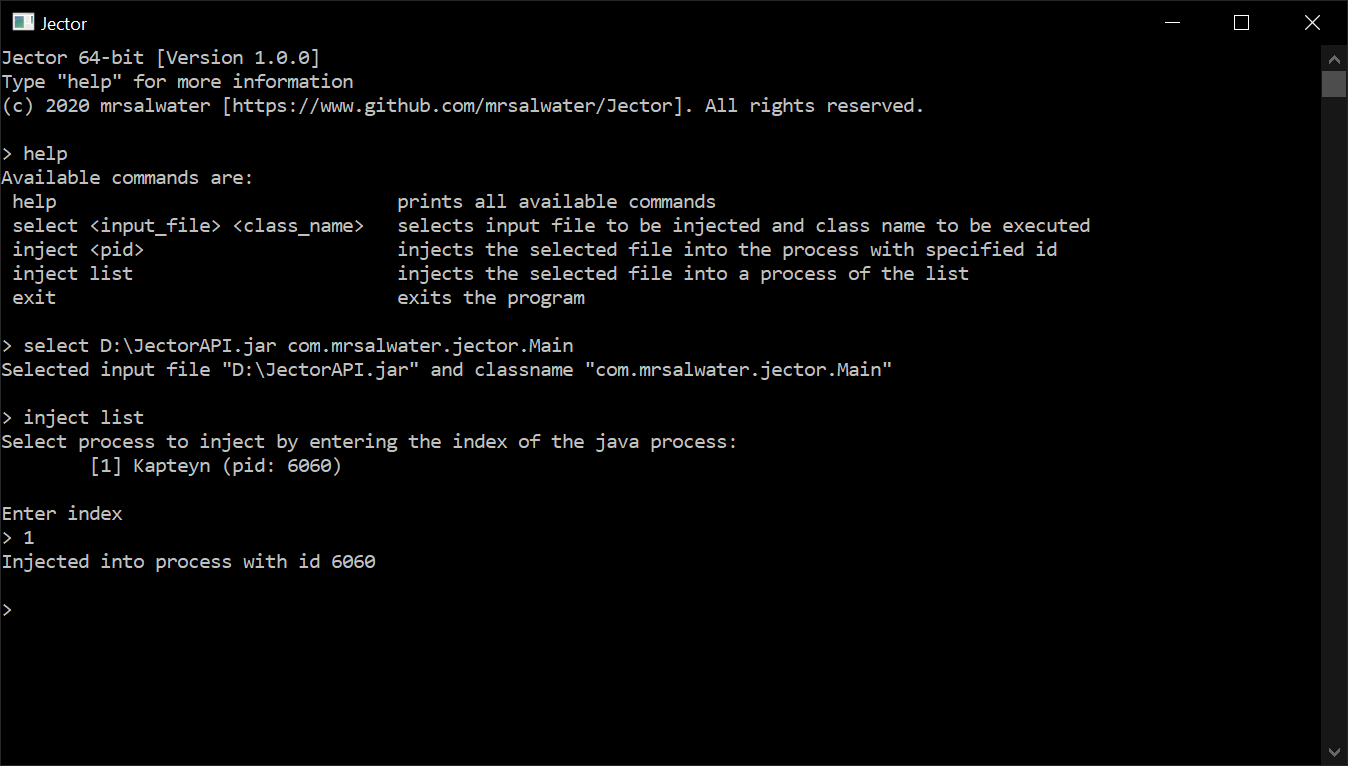 Jector
Jector 64-bit [Version 1.0.0]
Type "help" for more information
(c) 2020 mrsalwater [https://www.github.com/mrsalwater/Jector]. All rights reserved.
> help
Available commands are:
help prints all available commands
select <input_file> <class_name> selects input file to be injected and class name to be executed
inject <pid> injects the selected file into the process with specified id
inject list injects the selected file into a process of the list
exit exits the program
> select D:\JectorAPI.jar com.mrsalwater.jector.Main
Selected input file "D:\JectorAPI.jar" and classname "com.mrsalwater.jector.Main"
> inject list
Select process to inject by entering the index of the java process:
[1] Kapteyn (pid: 6060)
Enter index
> 1
Injected into process with id 6060
>